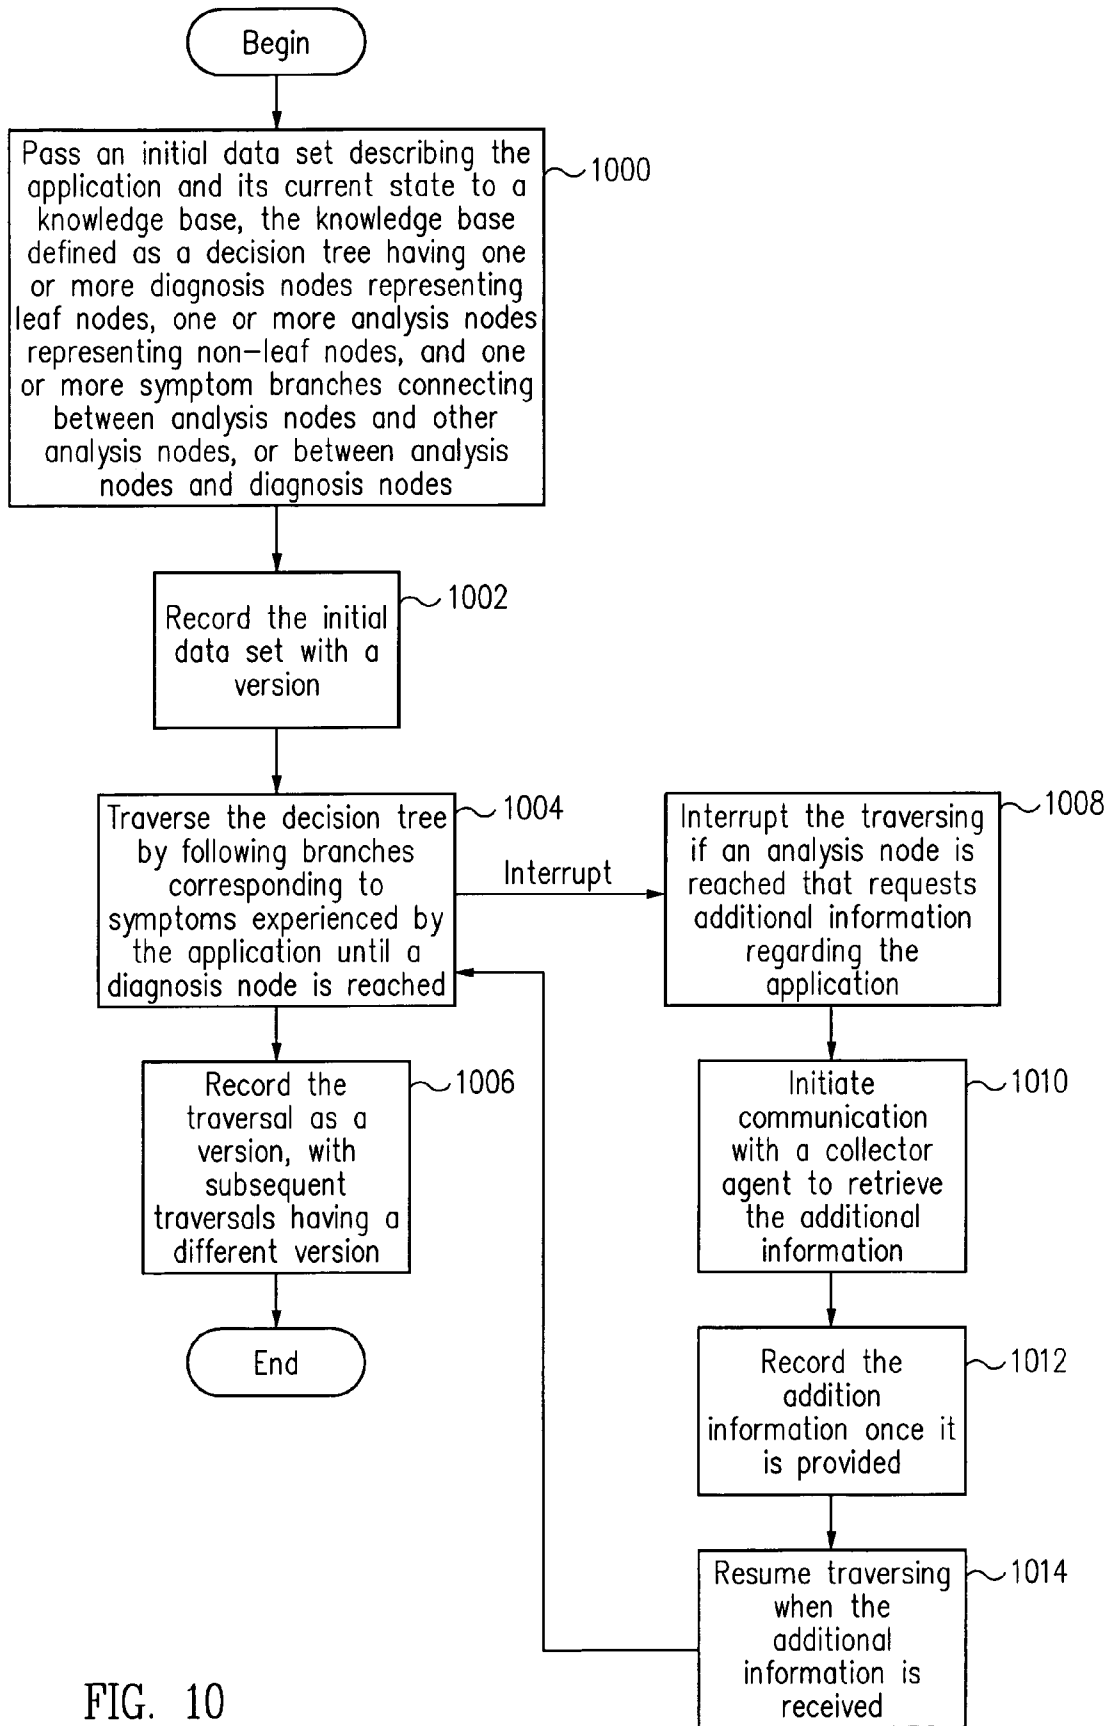 Begin
Pass an initial data set describing the
application and its current state to a
knowledge base, the knowledge base
defined as a decision tree having one
or more diagnosis nodes representing
leaf nodes, one or more analysis nodes
representing non-leaf nodes, and one
or more symptom branches connecting
between analysis nodes and other
analysis nodes, or between analysis
nodes and diagnosis nodes
1000
Record the initial
data set with a
version
1002
Traverse the decision tree
by following branches
corresponding to
symptoms experienced by
the application until a
diagnosis node is reached
1004
Interrupt
Interrupt the traversing
if an analysis node is
reached that requests
additional information
regarding the
application
1008
Record the
traversal as a
version, with
subsequent
traversals having a
different version
1006
Initiate
communication
with a collector
agent to retrieve
the additional
information
1010
End
Record the
addition
information once it
is provided
1012
Resume traversing
when the
additional
information is
received
1014
FIG. 10